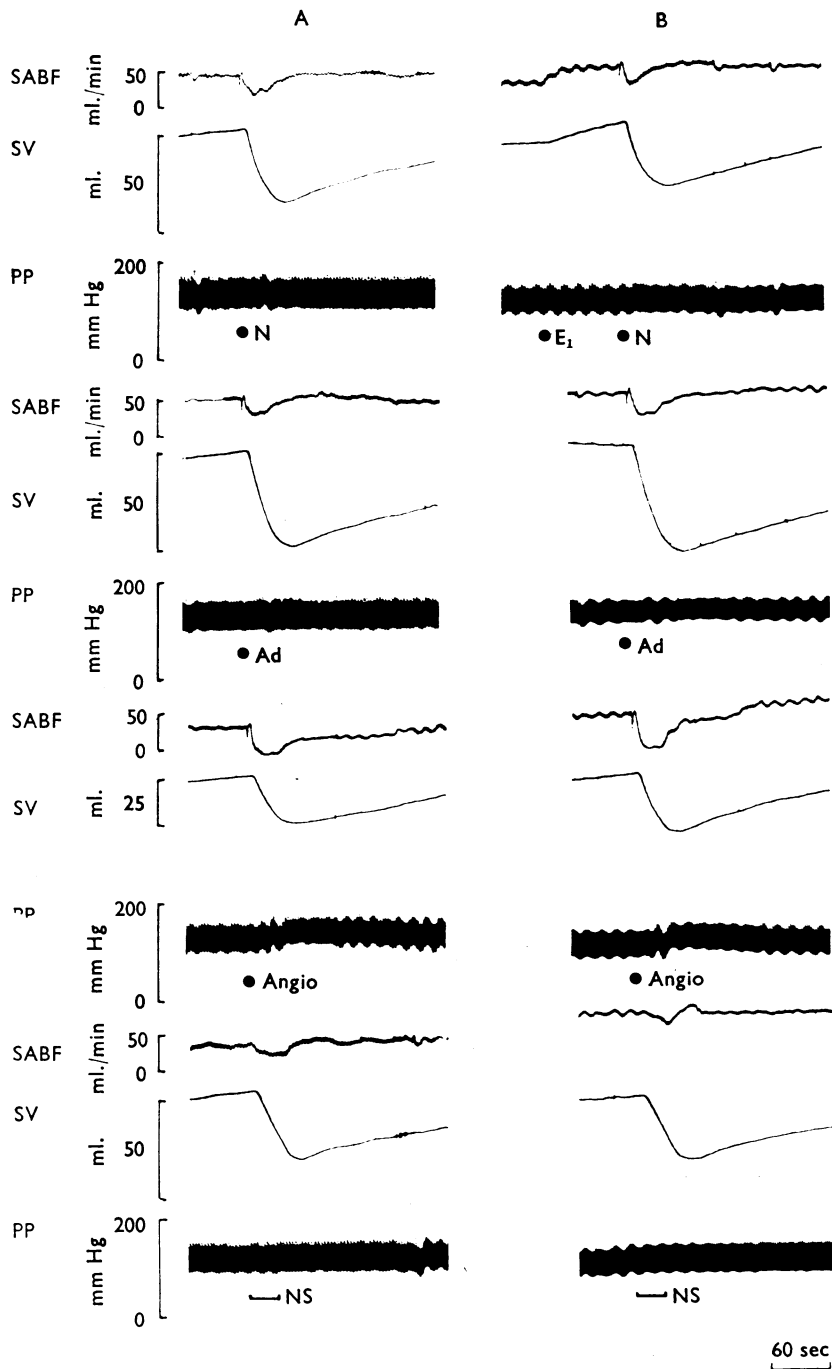 A B
SABF ml./min 50 0
SV ml. 50
PP mm Hg 200 0
N E₁ N
SABF ml./min 50 0
SV ml. 50
PP mm Hg 200 0
Ad Ad
SABF 50 0
SV ml. 25
mm Hg 200 0
Angio Angio
SABF ml./min 50 0
SV ml. 50
PP mm Hg 200 0
NS NS
60 sec